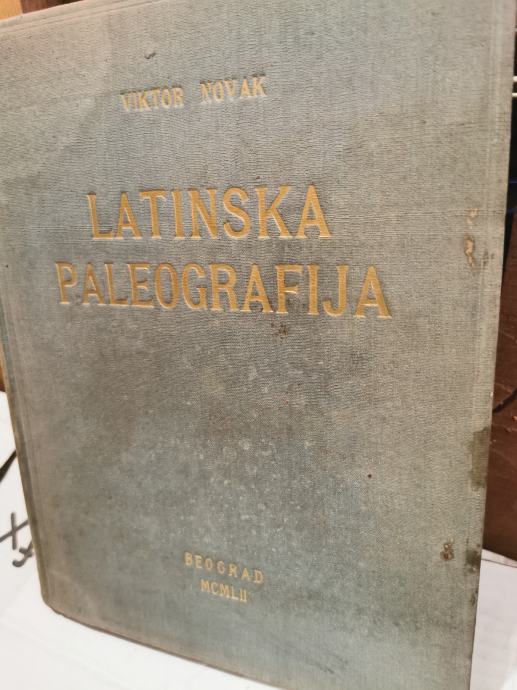 VIKTOR NOVAK
LATINSKA
PALEOGRAFIJA
BEOGRAD
MCMLII